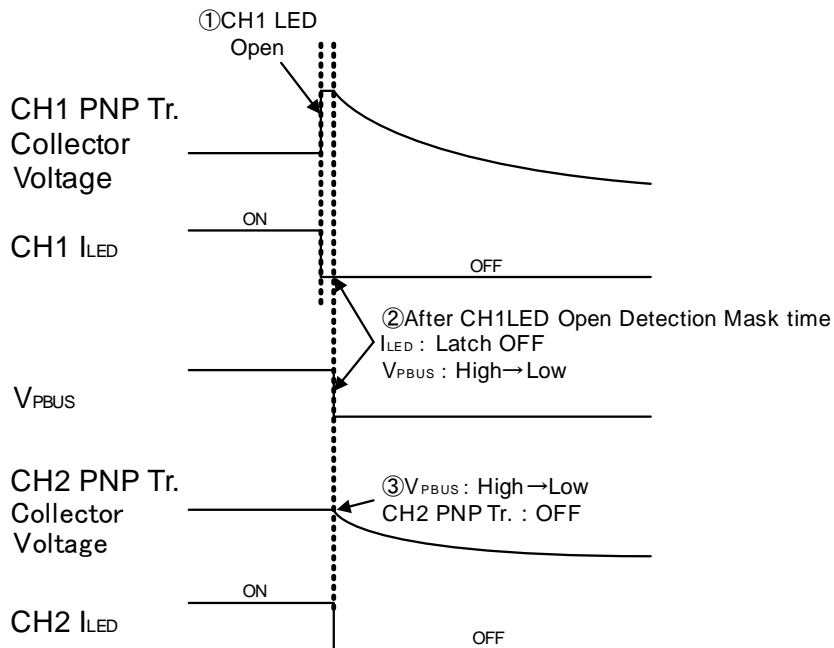 ①CH1 LED
Open
CH1 PNP Tr.
Collector
Voltage
ON
CH1 ILED
OFF
②After CH1LED Open Detection Mask time
ILED : Latch OFF
VPBUS : High→Low
VPBUS
CH2 PNP Tr.
Collector
Voltage
③VPBUS : High→Low
CH2 PNP Tr. : OFF
ON
CH2 ILED
OFF